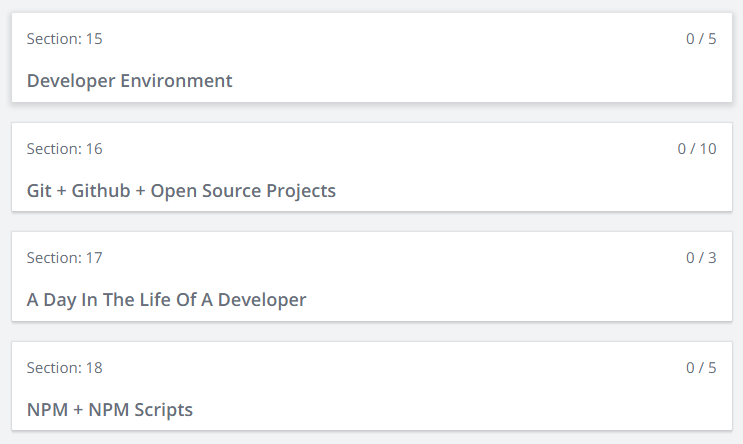 Section: 15 0 / 5
Developer Environment
Section: 16 0 / 10
Git + Github + Open Source Projects
Section: 17 0 / 3
A Day In The Life Of A Developer
Section: 18 0 / 5
NPM + NPM Scripts